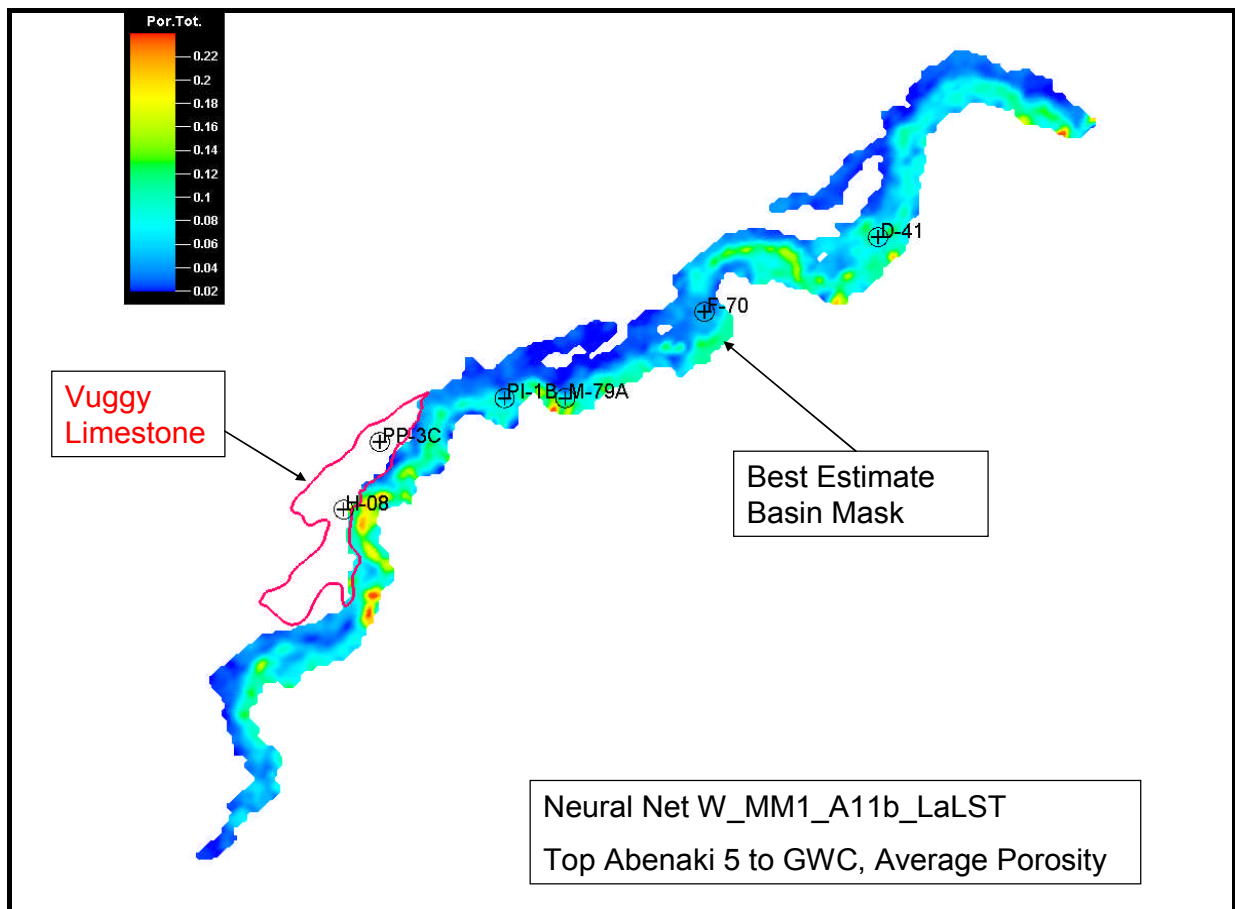 Por.Tot.
0.22
0.2
0.18
0.16
0.14
0.12
0.1
0.08
0.06
0.04
0.02
D-41
F-70
PI-1B
M-79A
Vuggy
Limestone
PP-3C
H-08
Best Estimate
Basin Mask
Neural Net W_MM1_A11b_LaLST
Top Abenaki 5 to GWC, Average Porosity